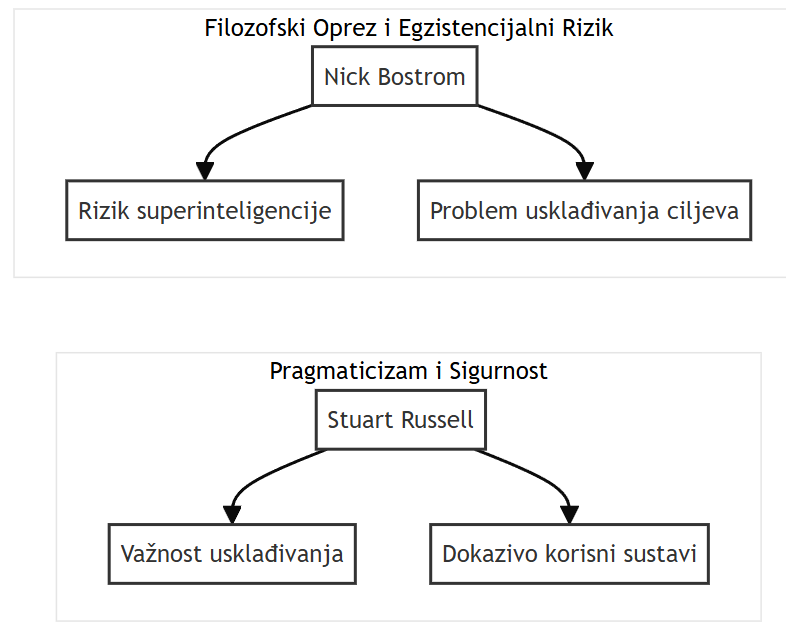 Filozofski Oprez i Egzistencijalni Rizik
Nick Bostrom
Rizik superinteligencije
Problem usklađivanja ciljeva
Pragmaticizam i Sigurnost
Stuart Russell
Važnost usklađivanja
Dokazivo korisni sustavi